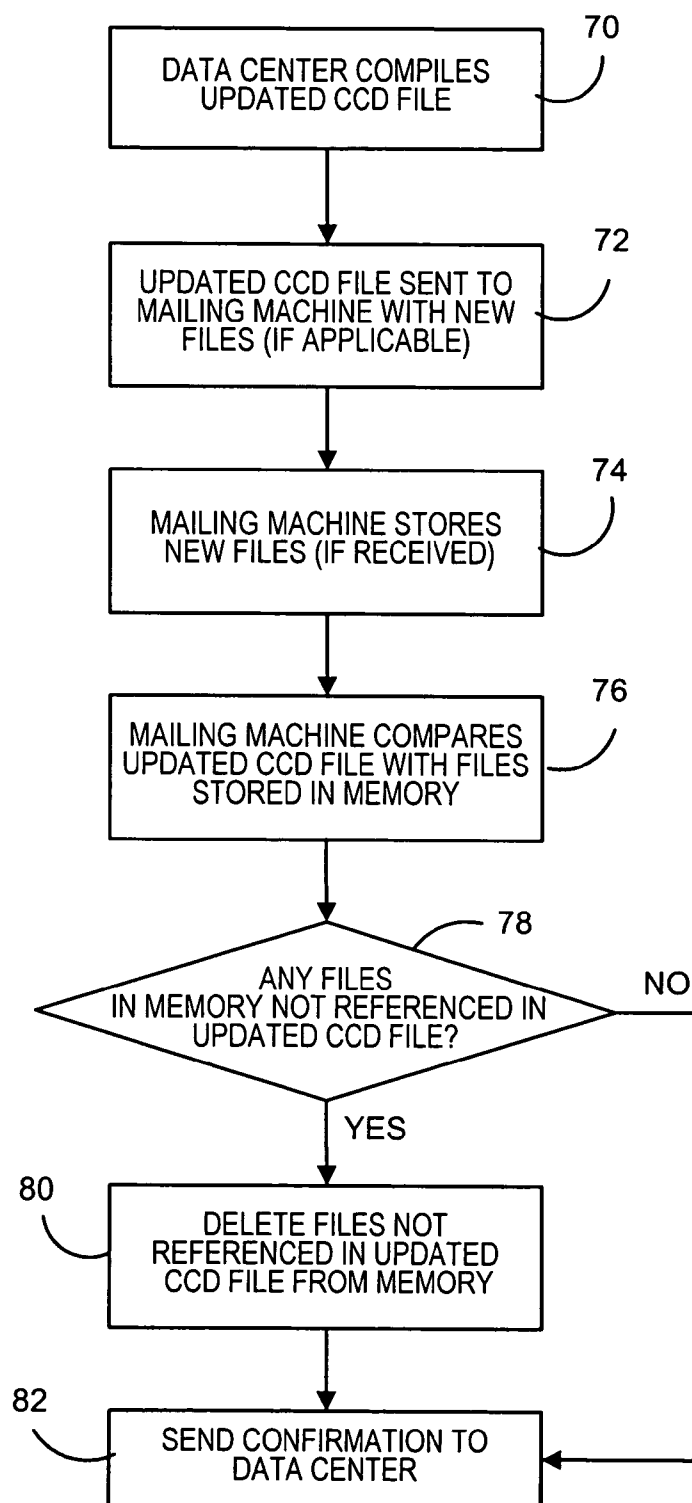 70
DATA CENTER COMPILES
UPDATED CCD FILE
72
UPDATED CCD FILE SENT TO
MAILING MACHINE WITH NEW
FILES (IF APPLICABLE)
74
MAILING MACHINE STORES
NEW FILES (IF RECEIVED)
76
MAILING MACHINE COMPARES
UPDATED CCD FILE WITH FILES
STORED IN MEMORY
78
ANY FILES
IN MEMORY NOT REFERENCED IN
UPDATED CCD FILE?
NO
YES
80
DELETE FILES NOT
REFERENCED IN UPDATED
CCD FILE FROM MEMORY
82
SEND CONFIRMATION TO
DATA CENTER